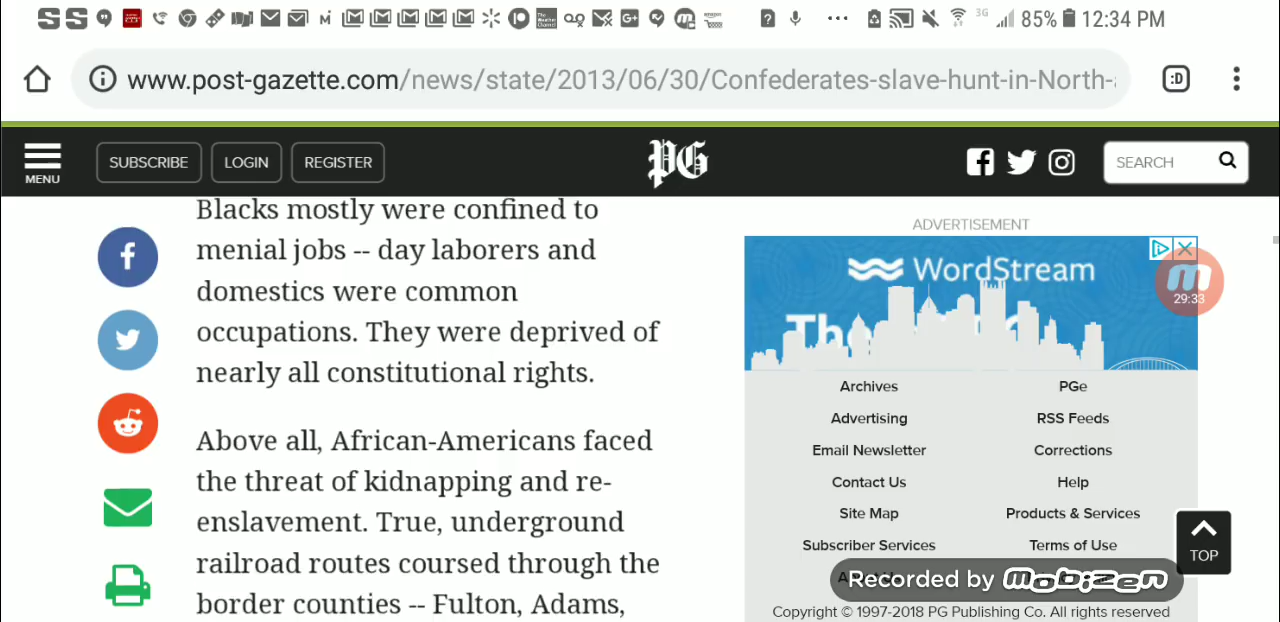 3G 85% 12:34 PM
www.post-gazette.com/news/state/2013/06/30/Confederates-slave-hunt-in-North-
:D
MENU
SUBSCRIBE LOGIN REGISTER
PG
SEARCH
Blacks mostly were confined to
menial jobs -- day laborers and
domestics were common
occupations. They were deprived of
nearly all constitutional rights.
Above all, African-Americans faced
the threat of kidnapping and re-
enslavement. True, underground
railroad routes coursed through the
border counties -- Fulton, Adams,
ADVERTISEMENT
WordStream
29:33
Archives PGe
Advertising RSS Feeds
Email Newsletter Corrections
Contact Us Help
Site Map Products & Services
Subscriber Services Terms of Use
TOP
Recorded by mobizen
Copyright © 1997-2018 PG Publishing Co. All rights reserved